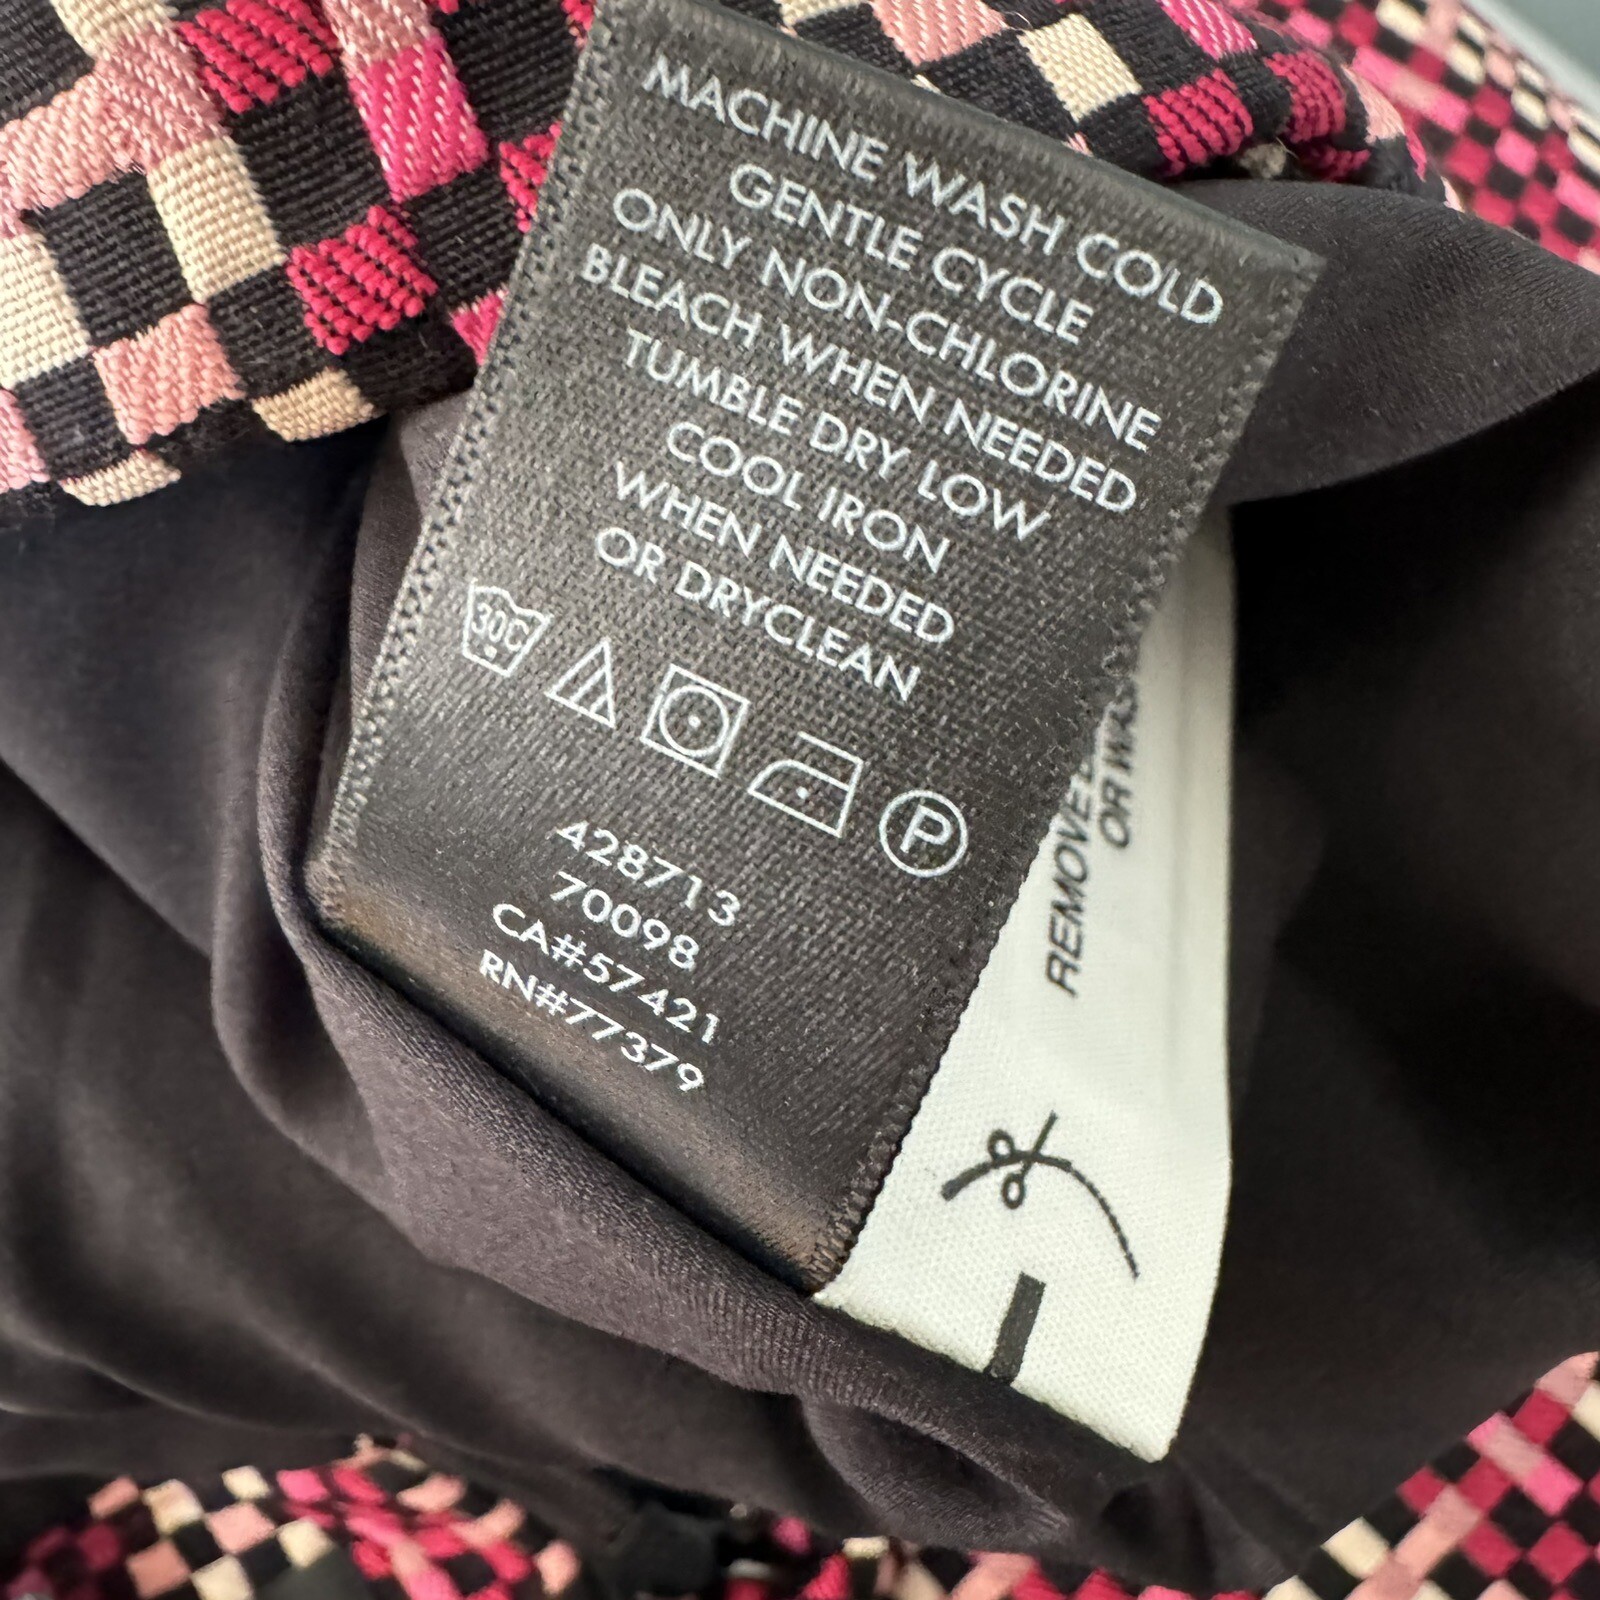 MACHINE WASH COLD
GENTLE CYCLE
ONLY NON-CHLORINE
BLEACH WHEN NEEDED
TUMBLE DRY LOW
COOL IRON
WHEN NEEDED
OR DRYCLEAN
30C
P
428713
70098
CA#57421
RN#77379
REMOVE
OR